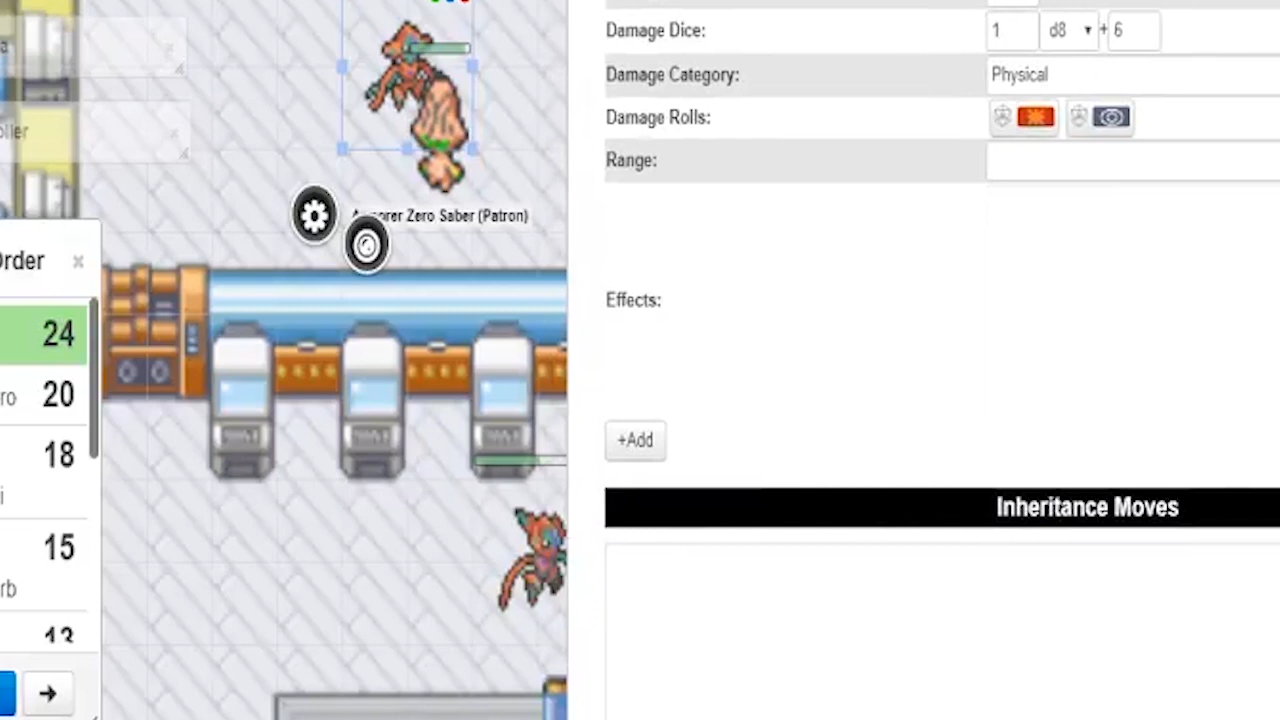 Damage Dice:
1
d8
+
6
Damage Category:
Physical
Damage Rolls:
Range:
Effects:
+Add
Inheritance Moves
Zero Saber (Patron)
24
20
18
15
13